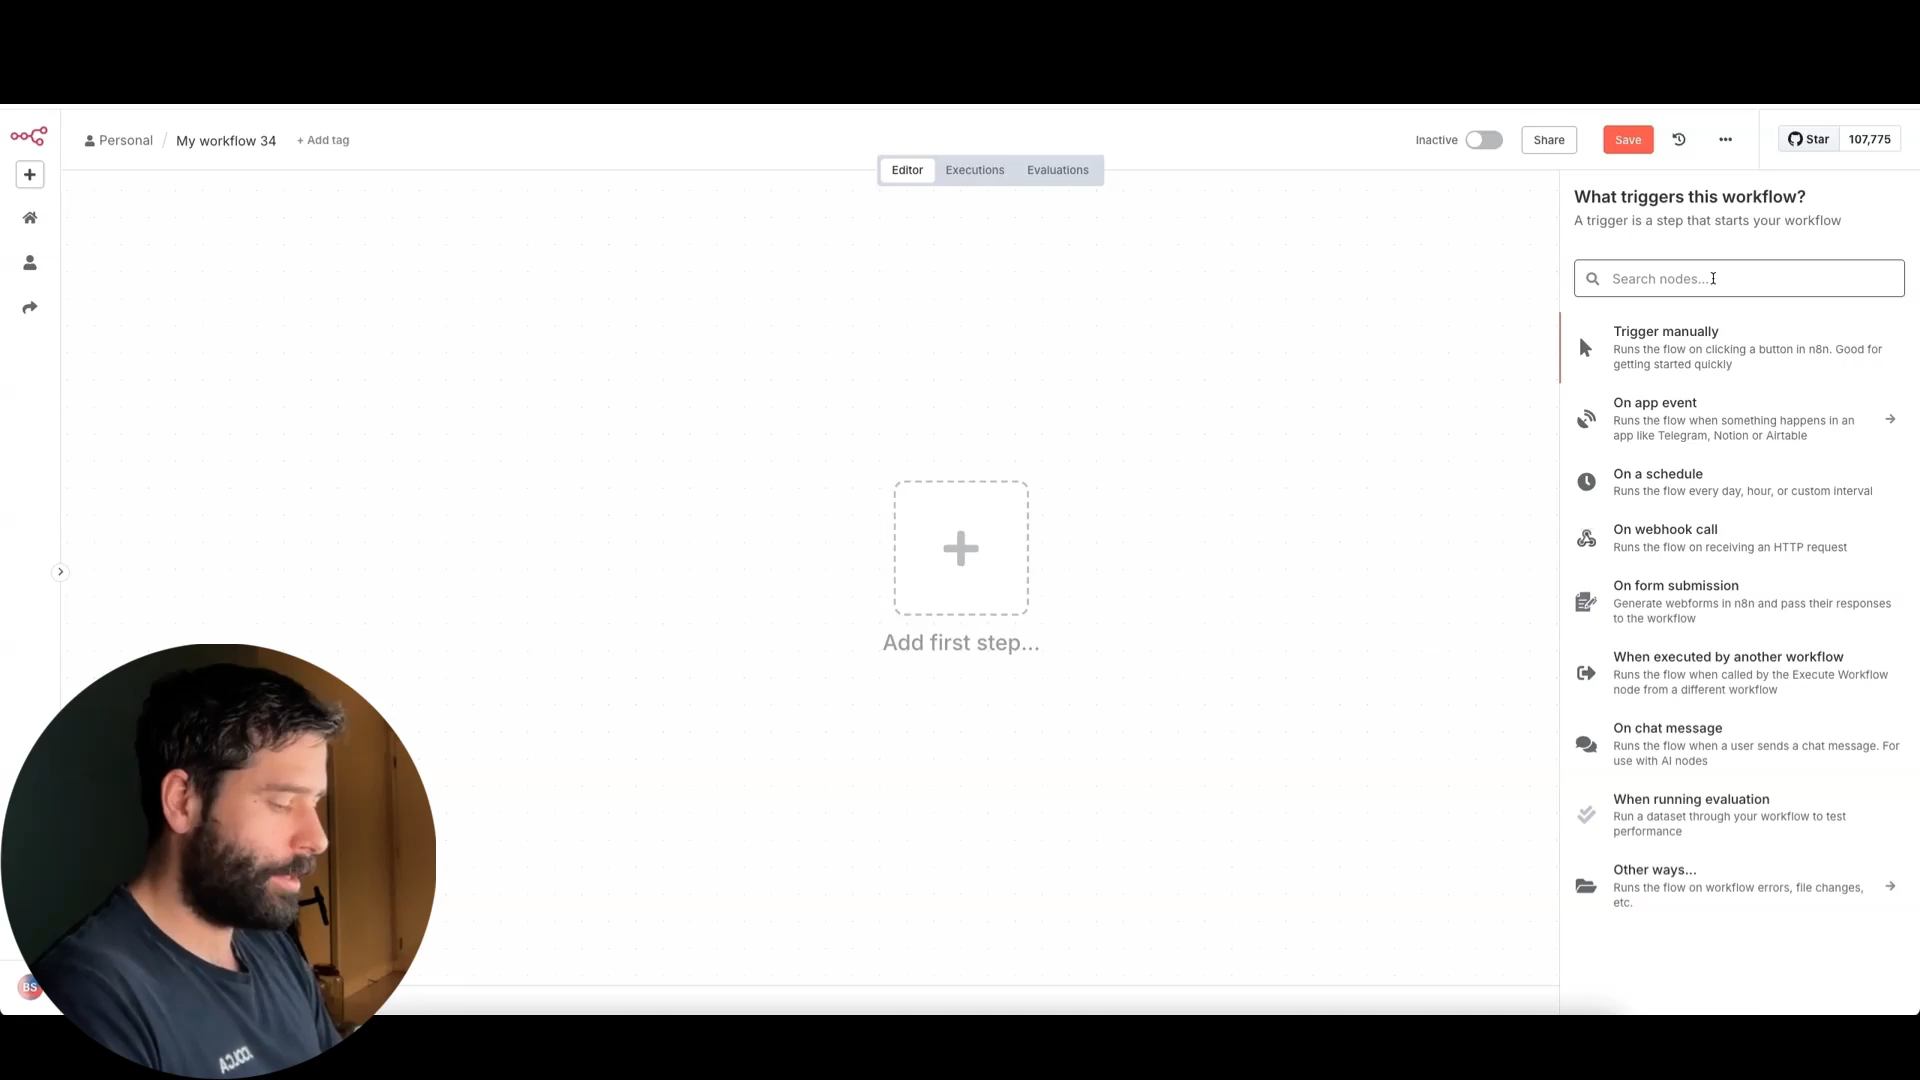 Personal / My workflow 34 + Add tag
Inactive Share Save ••• Star 107,775
Editor Executions Evaluations
What triggers this workflow?
A trigger is a step that starts your workflow
Search nodes...
Trigger manually
Runs the flow on clicking a button in n8n. Good for
getting started quickly
On app event
Runs the flow when something happens in an
app like Telegram, Notion or Airtable
On a schedule
Runs the flow every day, hour, or custom interval
On webhook call
Runs the flow on receiving an HTTP request
On form submission
Generate webforms in n8n and pass their responses
to the workflow
Add first step...
When executed by another workflow
Runs the flow when called by the Execute Workflow
node from a different workflow
On chat message
Runs the flow when a user sends a chat message. For
use with AI nodes
When running evaluation
Run a dataset through your workflow to test
performance
Other ways...
Runs the flow on workflow errors, file changes,
etc.
BS